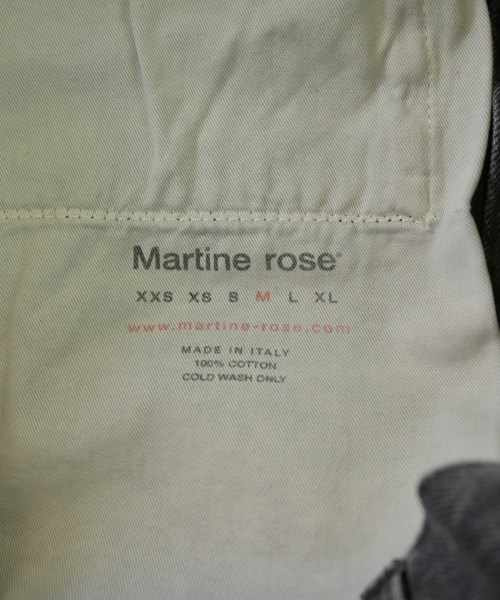 Martine rose®
XXS XS S M L XL
www.martine-rose.com
MADE IN ITALY
100% COTTON
COLD WASH ONLY